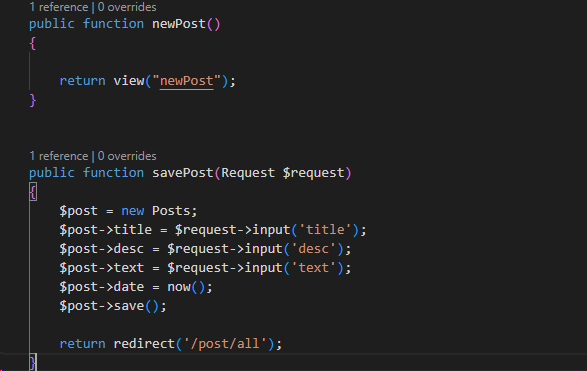 1 reference | 0 overrides
public function newPost()
{
return view("newPost");
}
1 reference | 0 overrides
public function savePost(Request $request)
{
$post = new Posts;
$post->title = $request->input('title');
$post->desc = $request->input('desc');
$post->text = $request->input('text');
$post->date = now();
$post->save();
return redirect('/post/all');
}